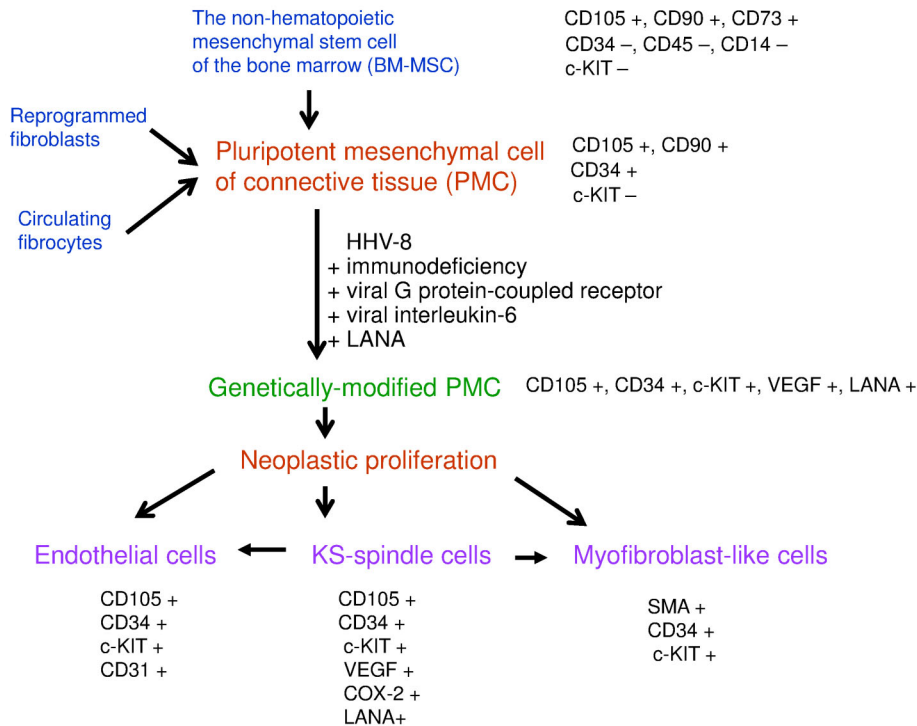 The non-hematopoietic
mesenchymal stem cell
of the bone marrow (BM-MSC)
CD105 +, CD90 +, CD73 +
CD34 –, CD45 –, CD14 –
c-KIT –
Reprogrammed
fibroblasts
Pluripotent mesenchymal cell
of connective tissue (PMC)
CD105 +, CD90 +
CD34 +
c-KIT –
Circulating
fibrocytes
HHV-8
+ immunodeficiency
+ viral G protein-coupled receptor
+ viral interleukin-6
+ LANA
Genetically-modified PMC
CD105 +, CD34 +, c-KIT +, VEGF +, LANA +
Neoplastic proliferation
Endothelial cells
KS-spindle cells
Myofibroblast-like cells
CD105 +
CD34 +
c-KIT +
CD31 +
CD105 +
CD34 +
c-KIT +
VEGF +
COX-2 +
LANA+
SMA +
CD34 +
c-KIT +